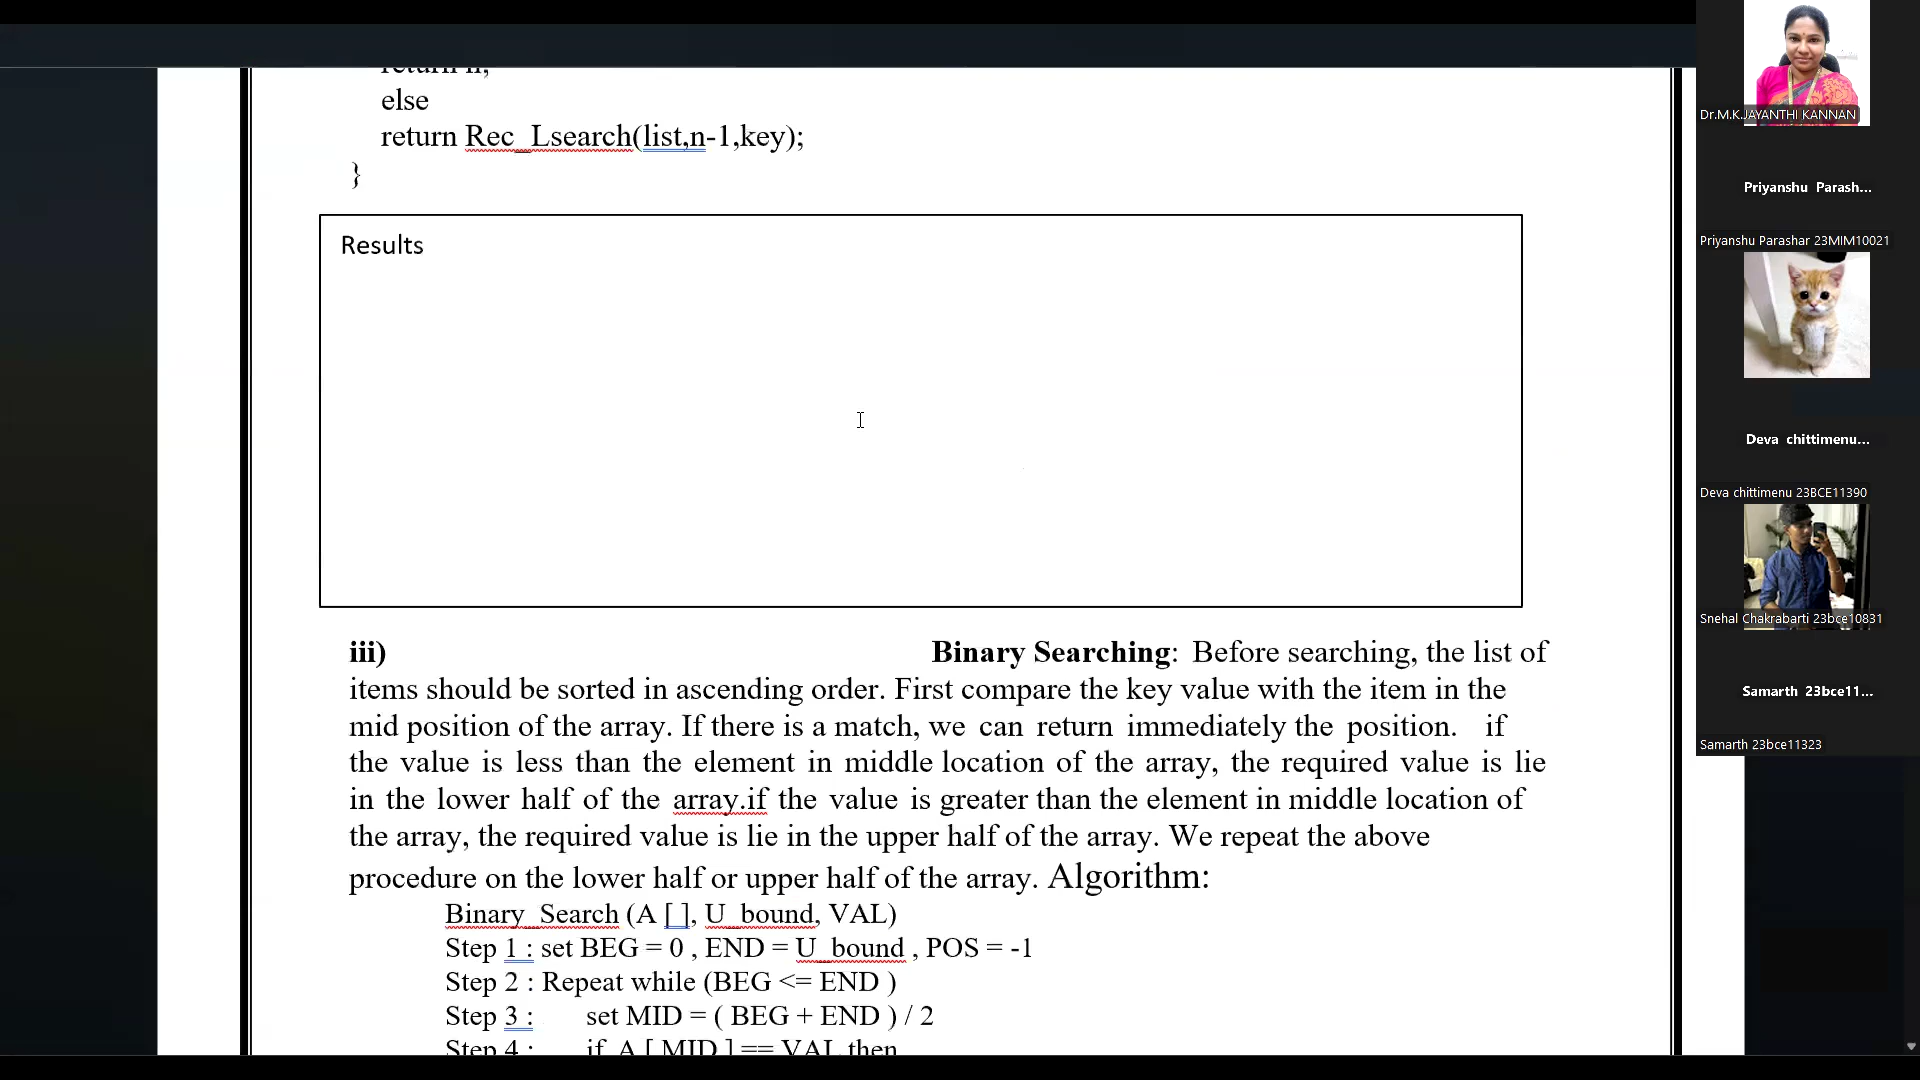 return n;
else
return Rec_Lsearch(list,n-1,key);
}
Results
iii) Binary Searching: Before searching, the list of
items should be sorted in ascending order. First compare the key value with the item in the
mid position of the array. If there is a match, we can return immediately the position. if
the value is less than the element in middle location of the array, the required value is lie
in the lower half of the array.if the value is greater than the element in middle location of
the array, the required value is lie in the upper half of the array. We repeat the above
procedure on the lower half or upper half of the array. Algorithm:
Binary_Search (A [ ], U_bound, VAL)
Step 1 : set BEG = 0 , END = U_bound , POS = -1
Step 2 : Repeat while (BEG <= END )
Step 3 : set MID = ( BEG + END ) / 2
Step 4 : if A [ MID ] == VAL then
Dr.M.K.JAYANTHI KANNAN
Priyanshu Parash...
Priyanshu Parashar 23MIM10021
Deva chittimenu...
Deva chittimenu 23BCE11390
Snehal Chakrabarti 23bce10831
Samarth 23bce11...
Samarth 23bce11323